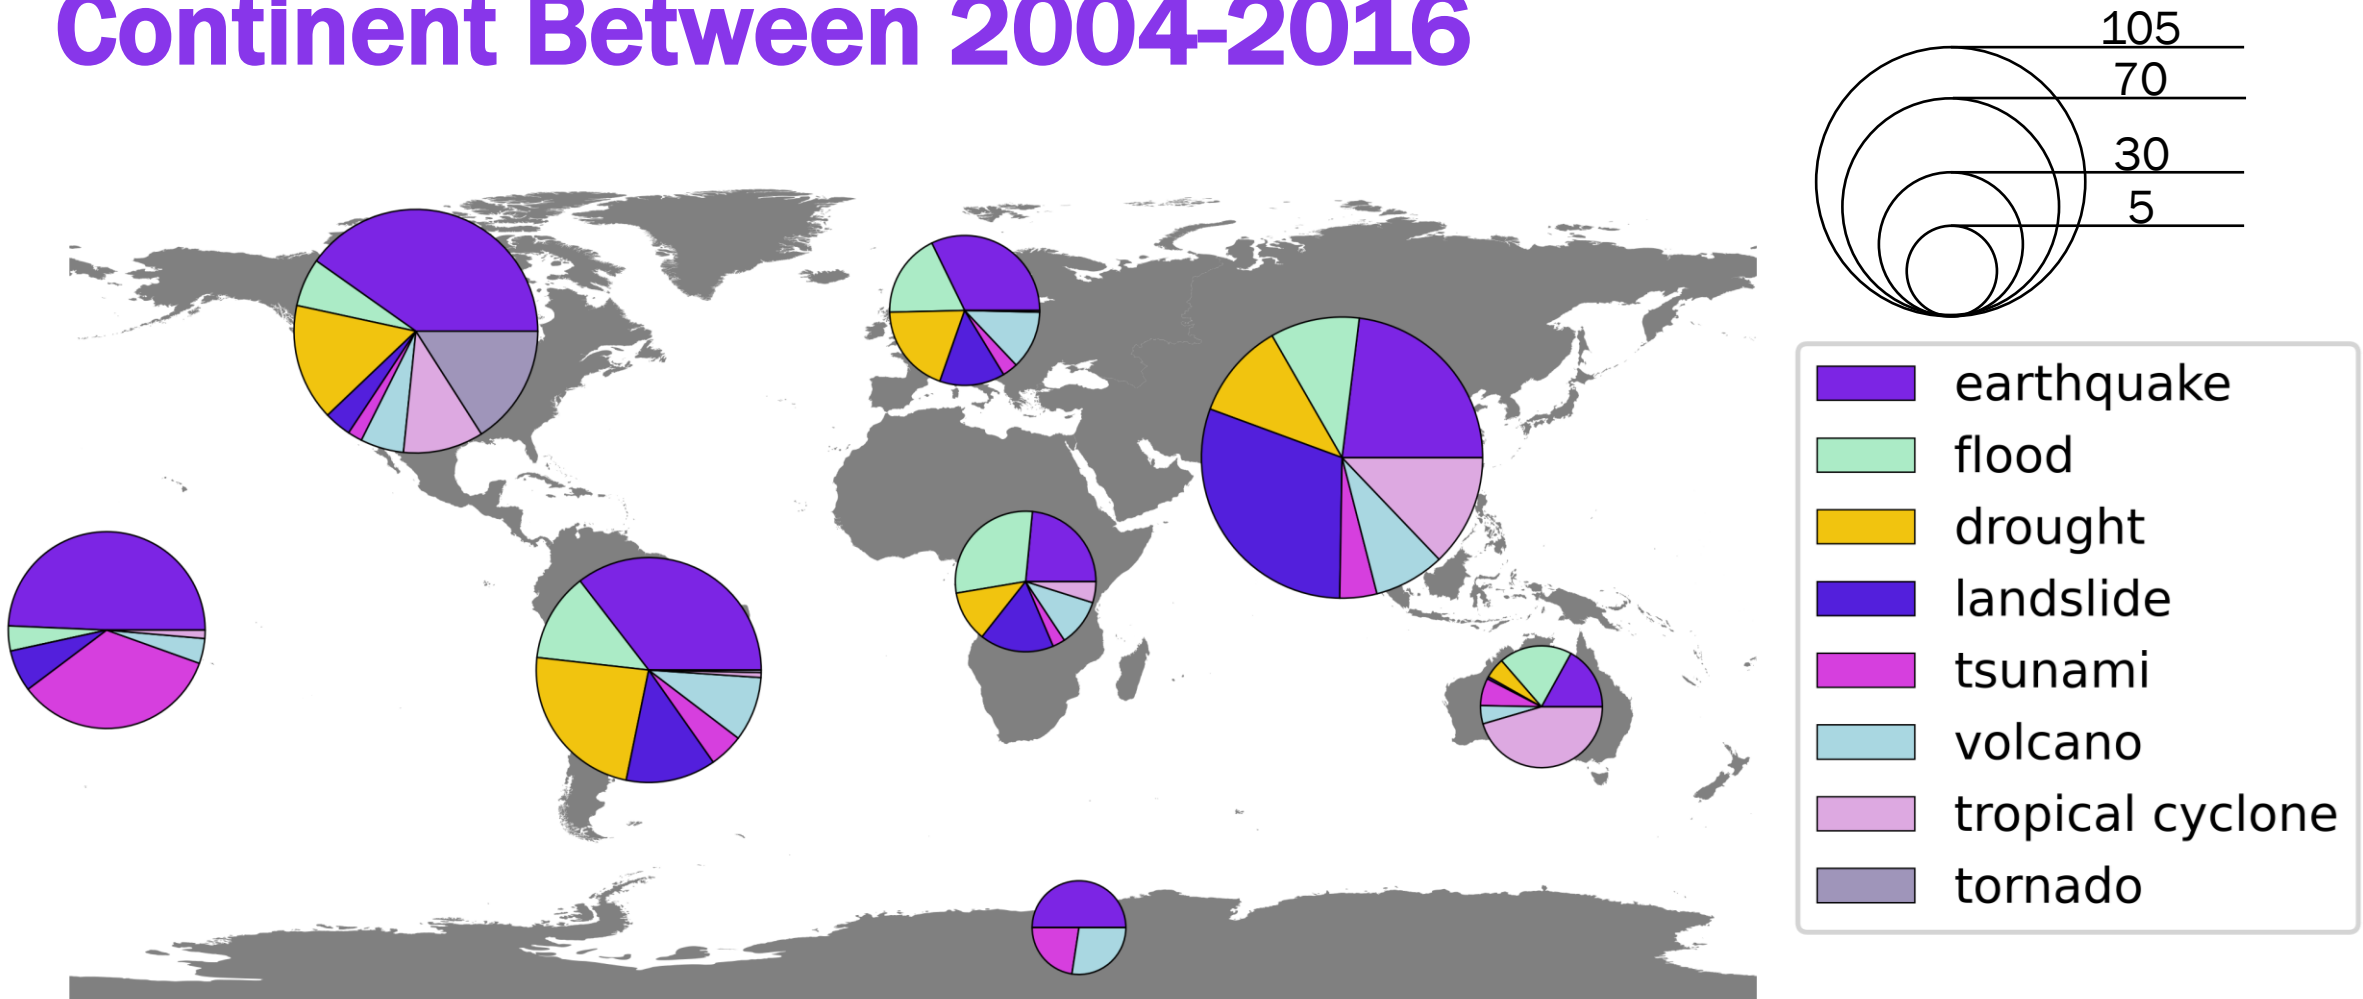 Continent Between 2004-2016
105
70
30
5
earthquake
flood
drought
landslide
tsunami
volcano
tropical cyclone
tornado